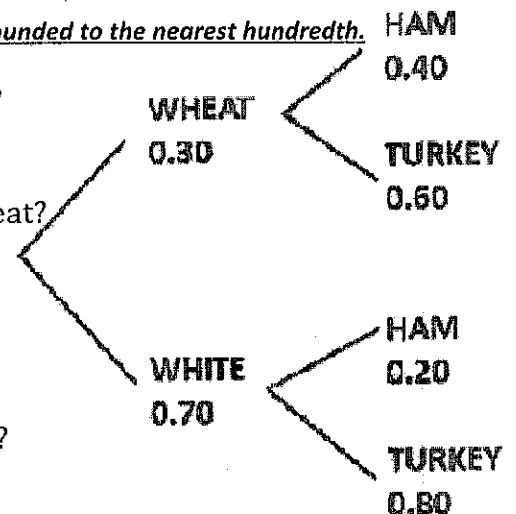 ounded to the nearest hundredth.
HAM
0.40
WHEAT
0.30
TURKEY
0.60
eat?
HAM
0.20
WHITE
0.70
?
TURKEY
0.80